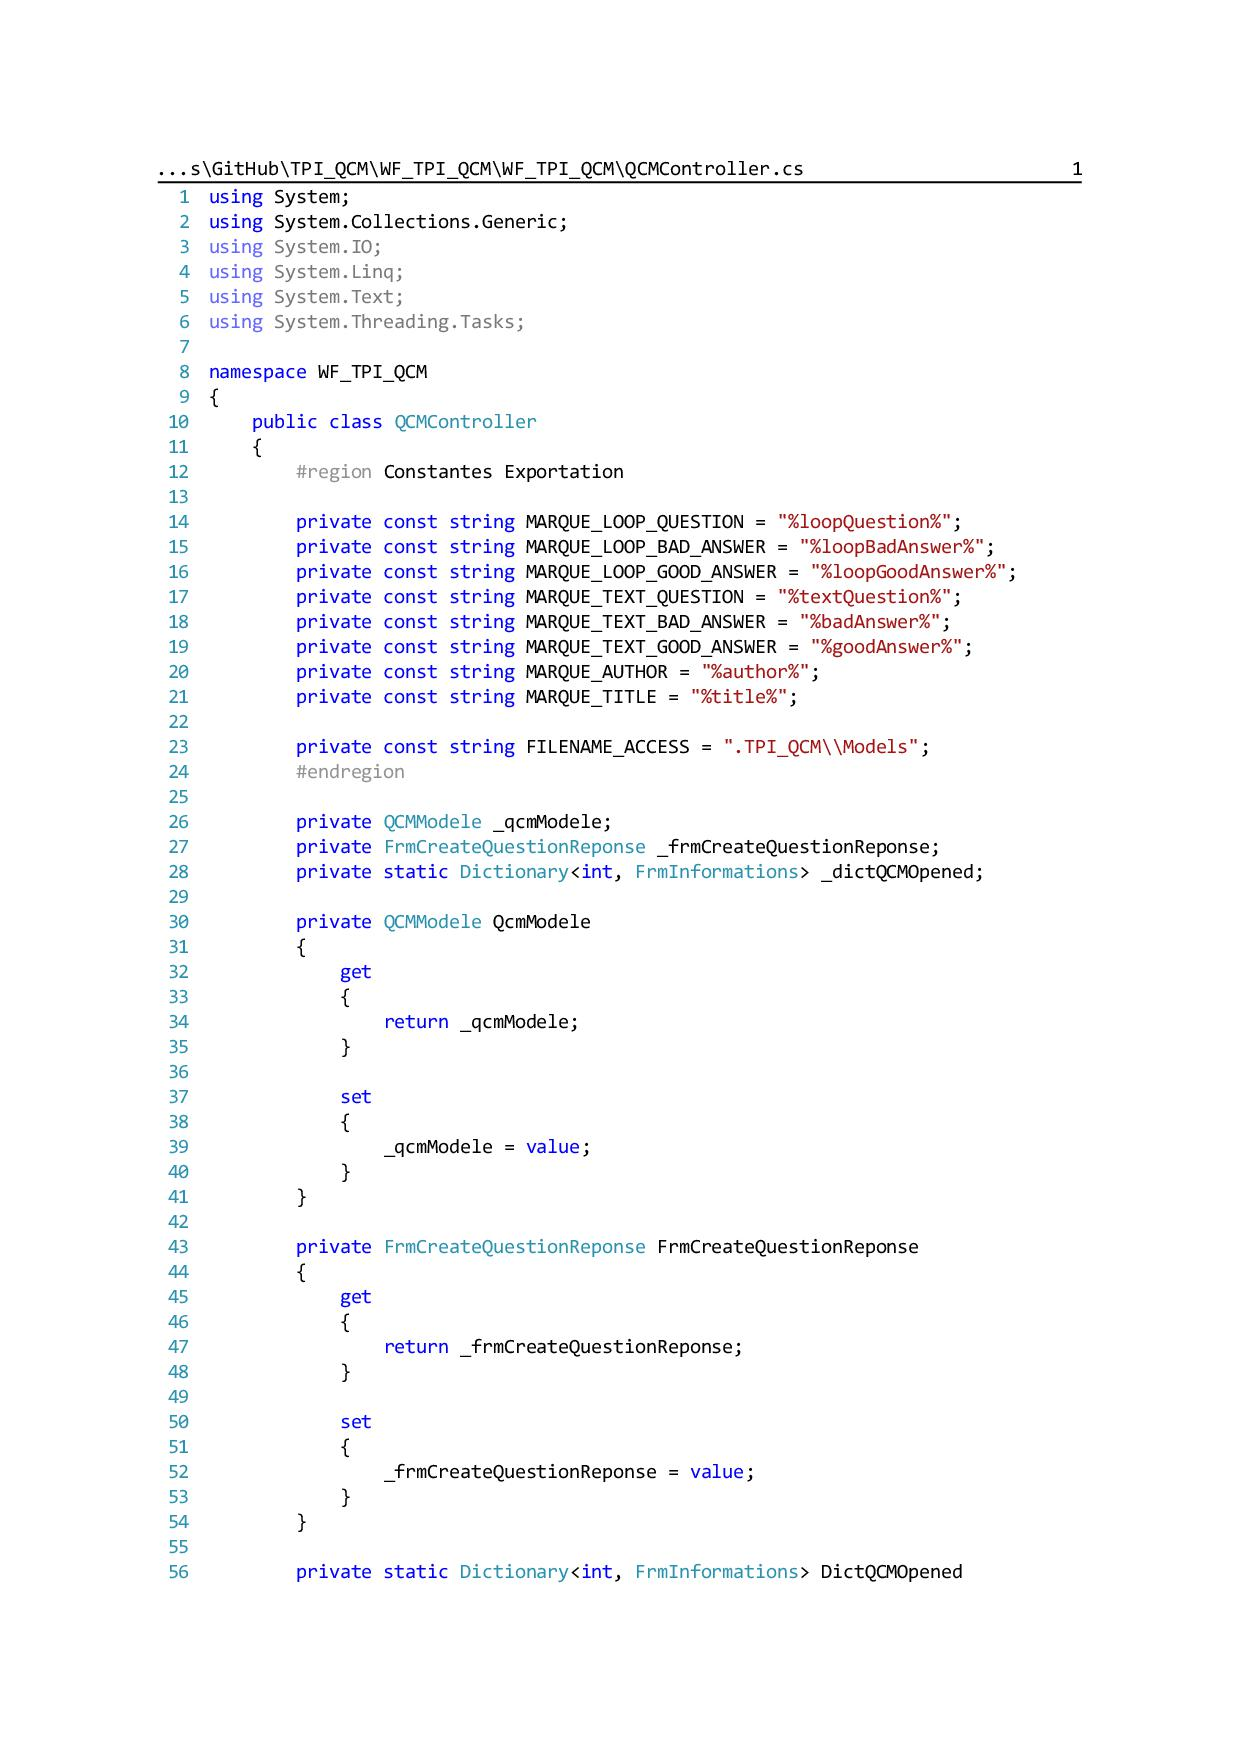 ...s\GitHub\TPI_QCM\WF_TPI_QCM\WF_TPI_QCM\QCMController.cs 1
1 using System;
2 using System.Collections.Generic;
3 using System.IO;
4 using System.Linq;
5 using System.Text;
6 using System.Threading.Tasks;
7
8 namespace WF_TPI_QCM
9 {
10     public class QCMController
11     {
12         #region Constantes Exportation
13
14         private const string MARQUE_LOOP_QUESTION = "%loopQuestion%";
15         private const string MARQUE_LOOP_BAD_ANSWER = "%loopBadAnswer%";
16         private const string MARQUE_LOOP_GOOD_ANSWER = "%loopGoodAnswer%";
17         private const string MARQUE_TEXT_QUESTION = "%textQuestion%";
18         private const string MARQUE_TEXT_BAD_ANSWER = "%badAnswer%";
19         private const string MARQUE_TEXT_GOOD_ANSWER = "%goodAnswer%";
20         private const string MARQUE_AUTHOR = "%author%";
21         private const string MARQUE_TITLE = "%title%";
22
23         private const string FILENAME_ACCESS = ".TPI_QCM\\Models";
24         #endregion
25
26         private QCMModele _qcmModele;
27         private FrmCreateQuestionReponse _frmCreateQuestionReponse;
28         private static Dictionary<int, FrmInformations> _dictQCMOpened;
29
30         private QCMModele QcmModele
31         {
32             get
33             {
34                 return _qcmModele;
35             }
36
37             set
38             {
39                 _qcmModele = value;
40             }
41         }
42
43         private FrmCreateQuestionReponse FrmCreateQuestionReponse
44         {
45             get
46             {
47                 return _frmCreateQuestionReponse;
48             }
49
50             set
51             {
52                 _frmCreateQuestionReponse = value;
53             }
54         }
55
56         private static Dictionary<int, FrmInformations> DictQCMOpened